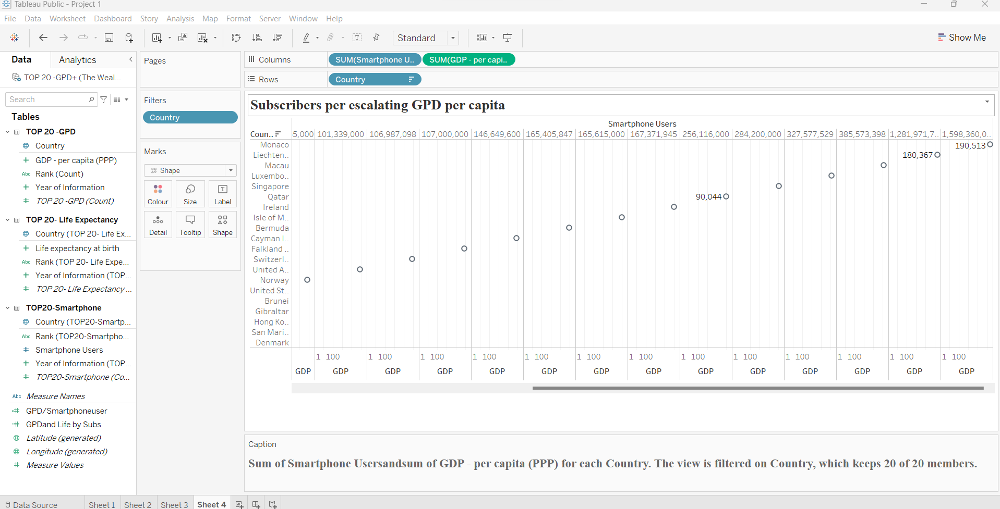 Tableau Public - Project 1
File Data Worksheet Dashboard Story Analysis Map Format Server Window Help
Standard
Show Me
Data Analytics
TOP 20 -GPD+ (The Weal...
Search
Tables
TOP 20 -GPD
Country
GDP - per capita (PPP)
Abc Rank (Count)
Year of Information
TOP 20 -GPD (Count)
TOP 20- Life Expectancy
Country (TOP 20- Life Ex...
Life expectancy at birth
Abc Rank (TOP 20- Life Expe...
Year of Information (TOP...
TOP 20- Life Expectancy ...
TOP20-Smartphone
Country (TOP20-Smartp...
Abc Rank (TOP20-Smartpho...
Smartphone Users
Year of Information (TOP...
TOP20-Smartphone (Co...
Abc Measure Names
GPD/Smartphoneuser
GPDand Life by Subs
Latitude (generated)
Longitude (generated)
Measure Values
Pages
Filters
Country
Marks
Shape
Colour Size Label
Detail Tooltip Shape
Columns SUM(Smartphone U.. SUM(GDP - per capi..
Rows Country
Subscribers per escalating GPD per capita
Smartphone Users
Coun.. 5,000 101,339,000 106,987,098 107,000,000 146,649,600 165,405,847 165,615,000 167,371,945 256,116,000 284,200,000 327,577,529 385,573,398 1,281,971,7.. 1,598,360,0..
Monaco 190,513
Liechten.. 180,367
Macau
Luxembo..
Singapore
Qatar 90,044
Ireland
Isle of M..
Bermuda
Cayman I..
Falkland ..
Switzerl..
United A..
Norway
United St..
Brunei
Gibraltar
Hong Ko..
San Mari..
Denmark
1 100 1 100 1 100 1 100 1 100 1 100 1 100 1 100 1 100 1 100 1 100 1 100 1 100
GDP GDP GDP GDP GDP GDP GDP GDP GDP GDP GDP GDP GDP GDP
Caption
Sum of Smartphone Usersandsum of GDP - per capita (PPP) for each Country. The view is filtered on Country, which keeps 20 of 20 members.
Data Source Sheet 1 Sheet 2 Sheet 3 Sheet 4